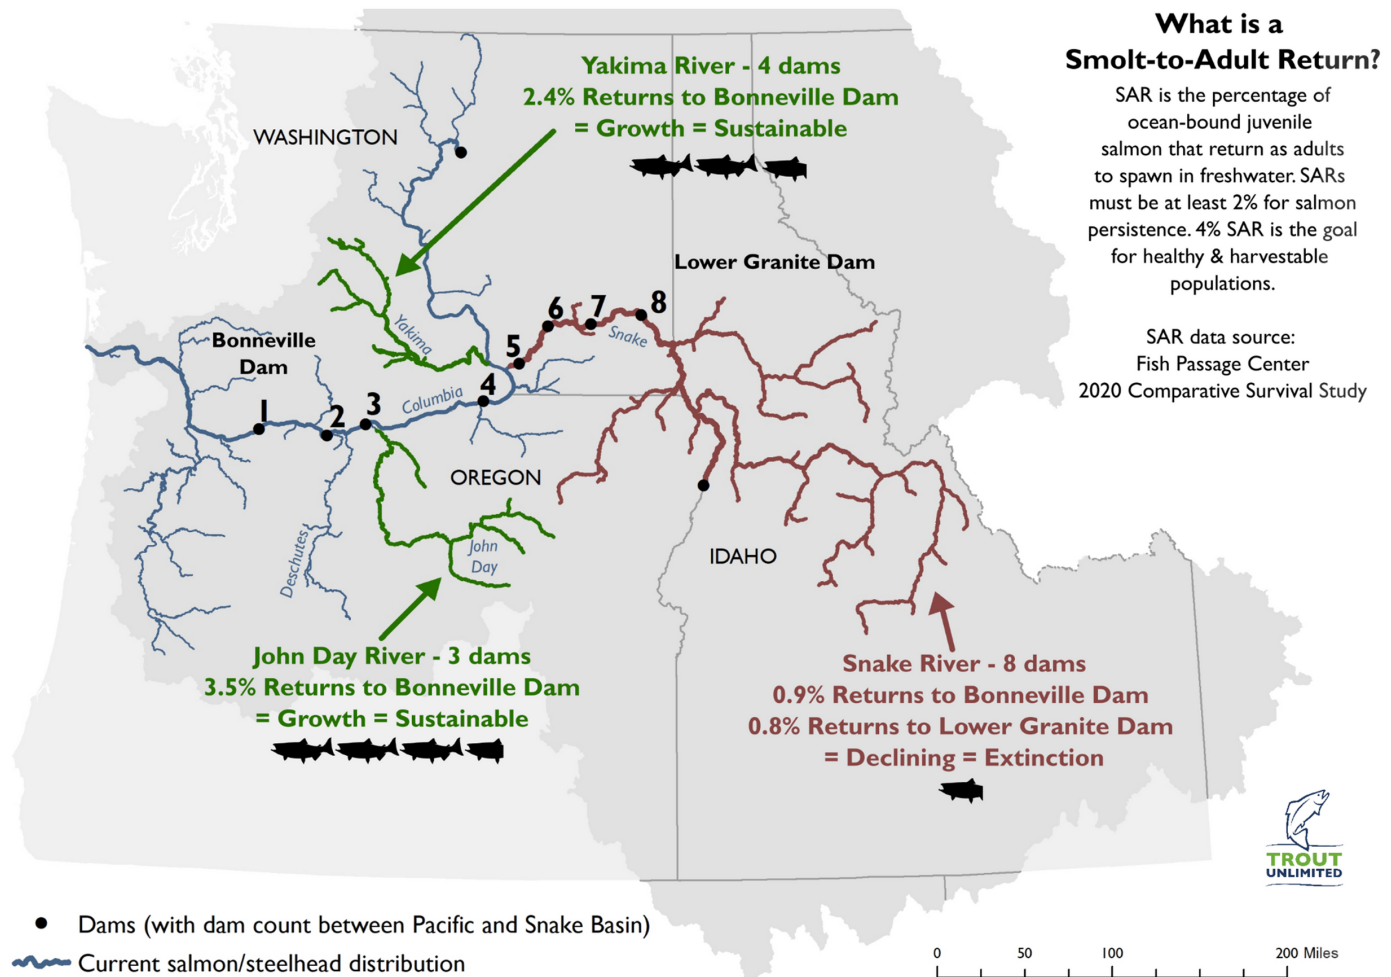 What is a
Smolt-to-Adult Return?
SAR is the percentage of
ocean-bound juvenile
salmon that return as adults
to spawn in freshwater. SARs
must be at least 2% for salmon
persistence. 4% SAR is the goal
for healthy & harvestable
populations.
SAR data source:
Fish Passage Center
2020 Comparative Survival Study
Yakima River - 4 dams
2.4% Returns to Bonneville Dam
= Growth = Sustainable
WASHINGTON
Lower Granite Dam
Bonneville
Dam
Yakima
Snake
Columbia
1
2
3
4
5
6
7
8
OREGON
IDAHO
Deschutes
John
Day
John Day River - 3 dams
3.5% Returns to Bonneville Dam
= Growth = Sustainable
Snake River - 8 dams
0.9% Returns to Bonneville Dam
0.8% Returns to Lower Granite Dam
= Declining = Extinction
TROUT
UNLIMITED
Dams (with dam count between Pacific and Snake Basin)
Current salmon/steelhead distribution
0 50 100 200 Miles